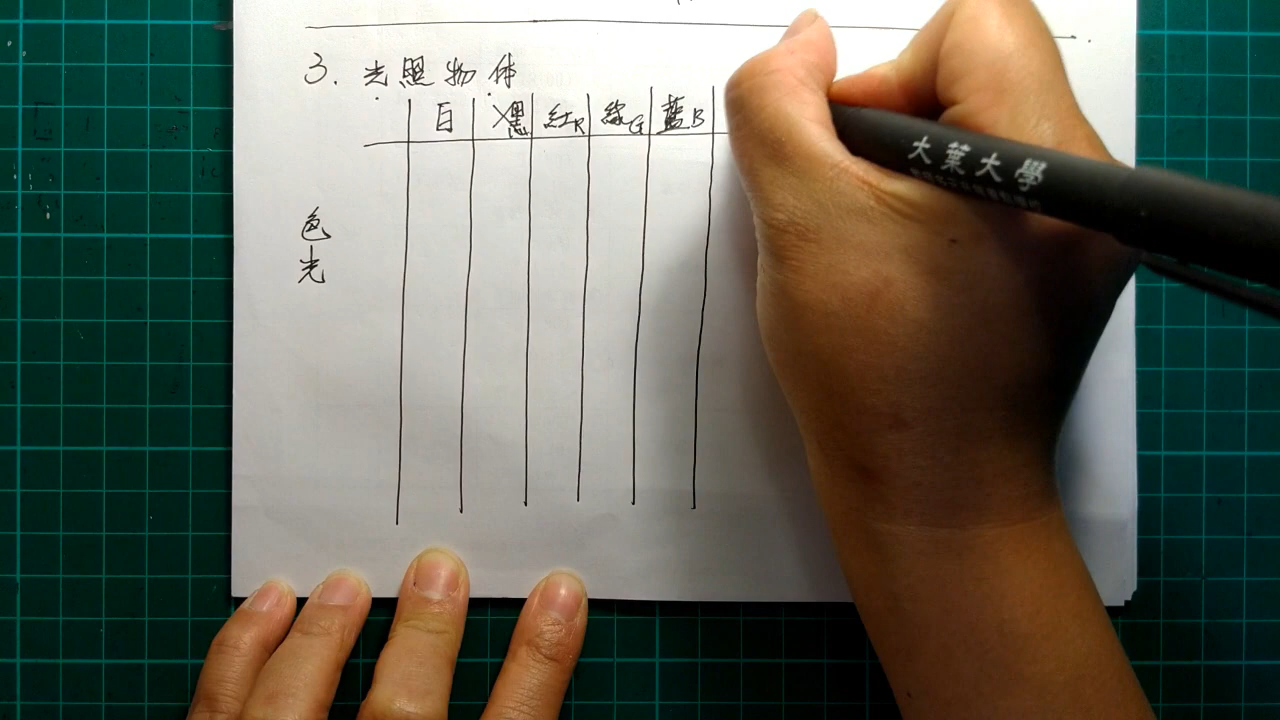 3. 光照物体
白 黑 紅R 綠G 藍B
色
光
大葉大學